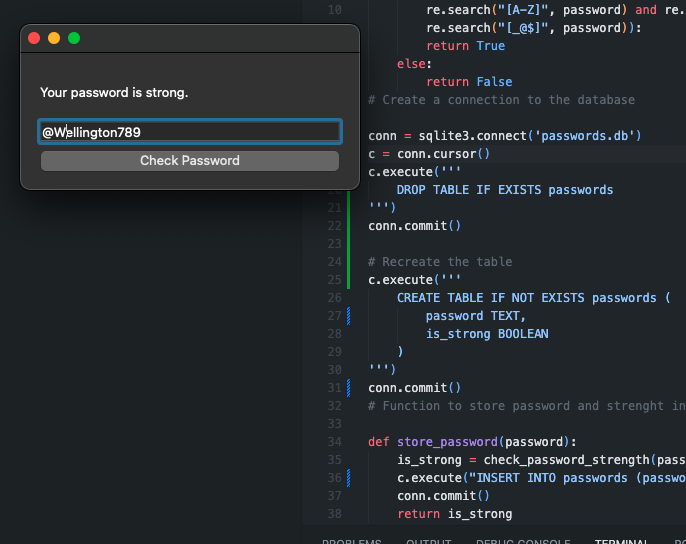 Your password is strong.
@Wellington789
Check Password
10 re.search("[A-Z]", password) and re.
re.search("[_@$]", password)):
return True
else:
return False
# Create a connection to the database
conn = sqlite3.connect('passwords.db')
c = conn.cursor()
c.execute('''
DROP TABLE IF EXISTS passwords
21 ''')
22 conn.commit()
23
24 # Recreate the table
25 c.execute('''
26 CREATE TABLE IF NOT EXISTS passwords (
27 password TEXT,
28 is_strong BOOLEAN
29 )
30 ''')
31 conn.commit()
32 # Function to store password and strenght in
33
34 def store_password(password):
35 is_strong = check_password_strength(pass
36 c.execute("INSERT INTO passwords (passwo
37 conn.commit()
38 return is_strong
PROBLEMS OUTPUT DEBUG CONSOLE TERMINAL